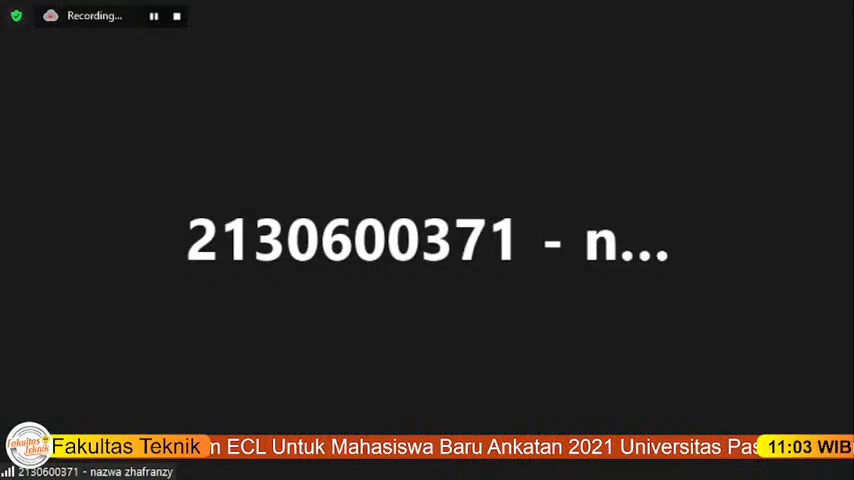 Recording...
2130600371 - n...
Fakultas Teknik
Fakultas Teknik m ECL Untuk Mahasiswa Baru Ankatan 2021 Universitas Pas 11:03 WIB
2130600371 - nazwa zhafranzy